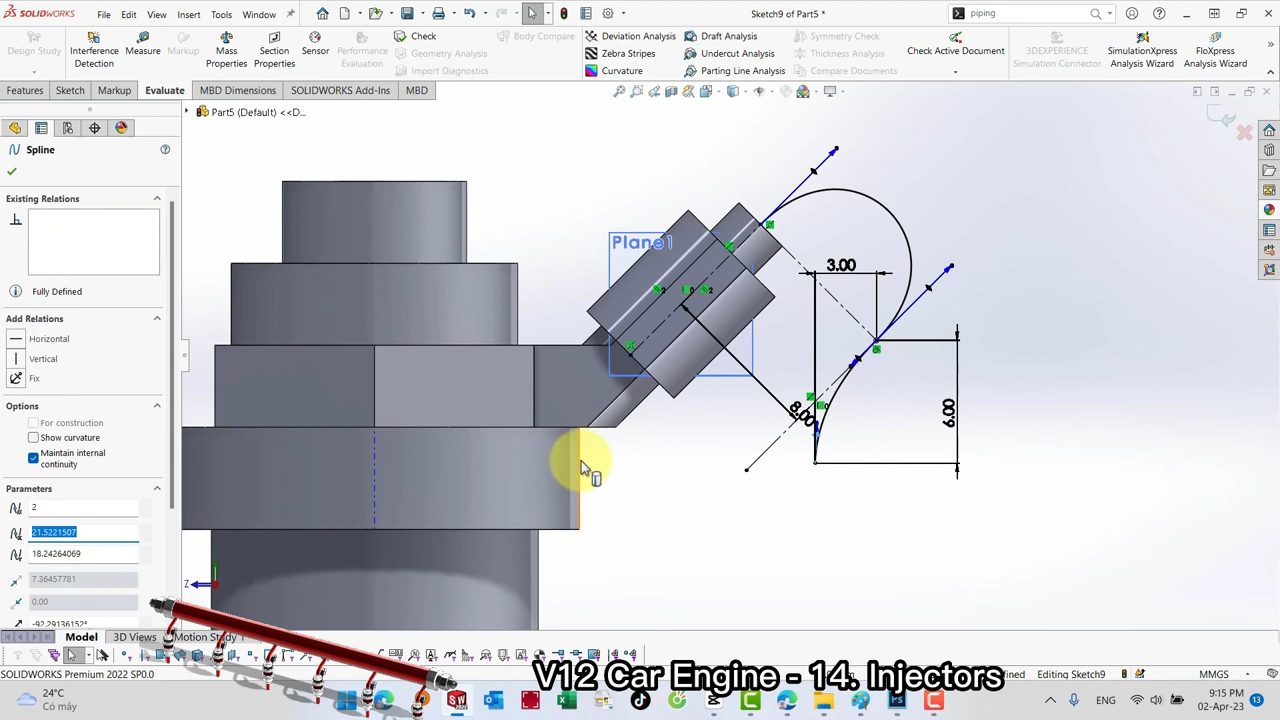 SOLIDWORKS File Edit View Insert Tools Window Sketch9 of Part5 * piping
Design Study
Interference Detection
Measure
Markup
Mass Properties
Section Properties
Sensor
Performance Evaluation
Check
Geometry Analysis
Import Diagnostics
Body Compare
Deviation Analysis
Zebra Stripes
Curvature
Draft Analysis
Undercut Analysis
Parting Line Analysis
Symmetry Check
Thickness Analysis
Compare Documents
Check Active Document
3DEXPERIENCE Simulation Connector
SimulationXpress Analysis Wizard
FloXpress Analysis Wizard
Features Sketch Markup Evaluate MBD Dimensions SOLIDWORKS Add-Ins MBD
Part5 (Default) <<D...
Spline
Existing Relations
Fully Defined
Add Relations
Horizontal
Vertical
Fix
Options
For construction
Show curvature
Maintain internal continuity
Parameters
2
21.5221507
18.24264069
7.36457781
0.00
-92.29136152°
Plane1
3.00
8.00
6.00
Z
Model 3D Views Motion Study 1
V12 Car Engine - 14. Injectors
SOLIDWORKS Premium 2022 SP0.0
Editing Sketch9
MMGS
24°C
Có mây
9:15 PM
02-Apr-23